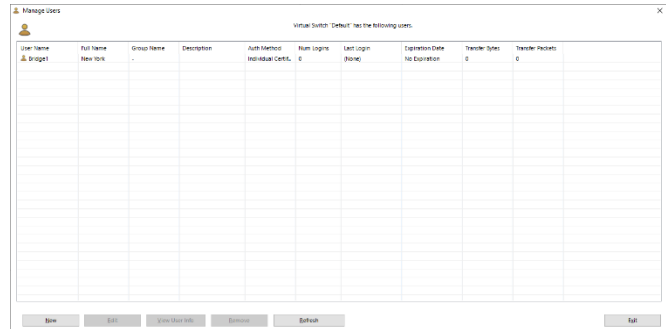 Manage Users
Virtual Switch "Default" has the following users.
User Name Full Name Group Name Description Auth Method Num Logins Last Login Expiration Date Transfer Bytes Transfer Packets
Bridge1 New York - Individual Certif.. 0 (None) No Expiration 0 0
New Edit View User Info Remove Refresh Exit